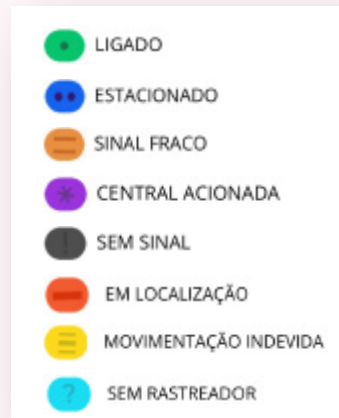 LIGADO
ESTACIONADO
SINAL FRACO
CENTRAL ACIONADA
SEM SINAL
EM LOCALIZAÇÃO
MOVIMENTAÇÃO INDEVIDA
SEM RASTREADOR